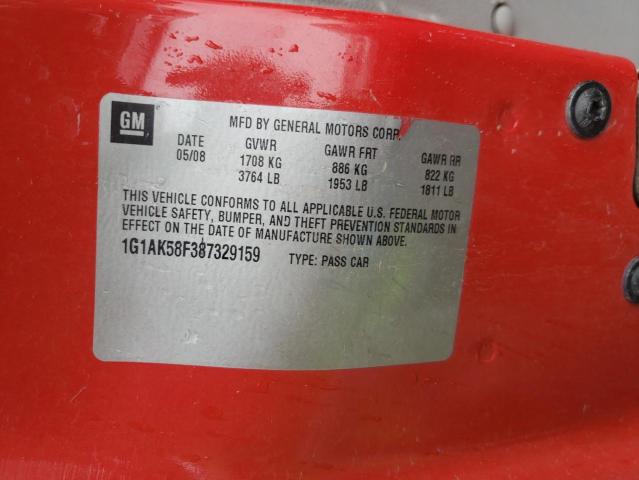 GM
MFD BY GENERAL MOTORS CORP.
DATE GVWR GAWR FRT GAWR RR
05/08 1708 KG 886 KG 822 KG
3764 LB 1953 LB 1811 LB
THIS VEHICLE CONFORMS TO ALL APPLICABLE U.S. FEDERAL MOTOR
VEHICLE SAFETY, BUMPER, AND THEFT PREVENTION STANDARDS IN
EFFECT ON THE DATE OF MANUFACTURE SHOWN ABOVE.
1G1AK58F387329159 TYPE: PASS CAR